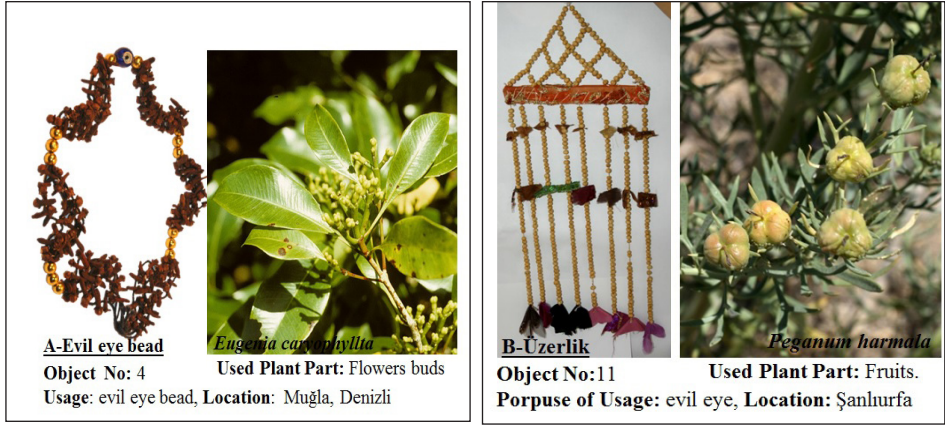 A-Evil eye bead
Eugenia caryophyllta
Object No: 4
Used Plant Part: Flowers buds
Usage: evil eye bead, Location: Muğla, Denizli
B-Üzerlik
Peganum harmala
Object No:11
Used Plant Part: Fruits.
Porpuse of Usage: evil eye, Location: Şanlıurfa